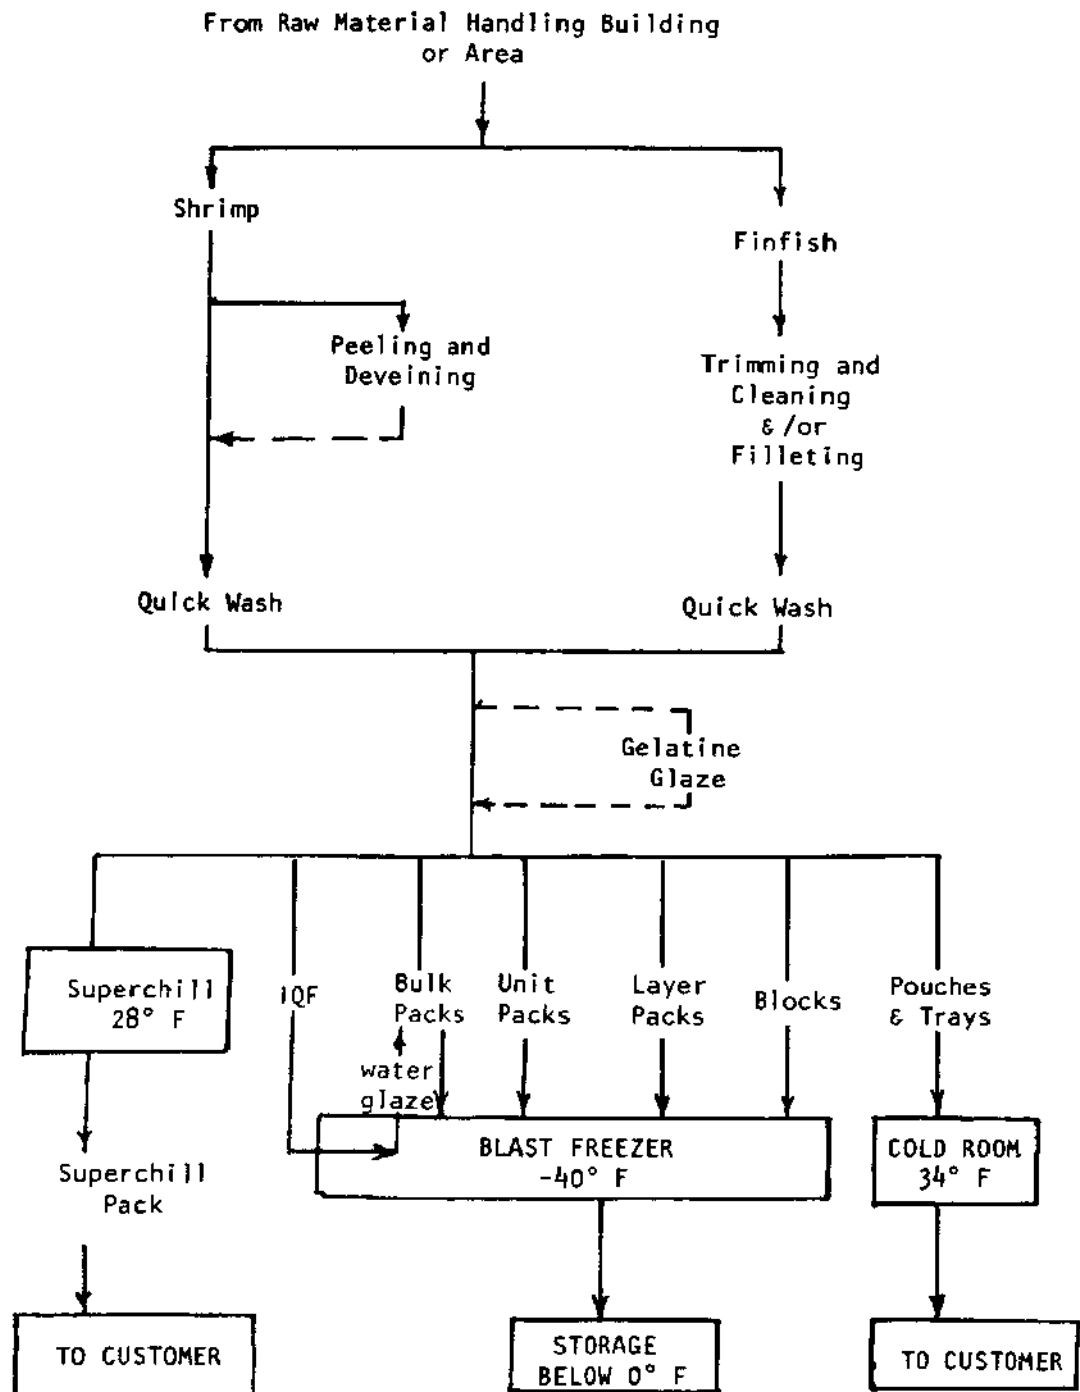 From Raw Material Handling Building
or Area
Shrimp
Finfish
Peeling and
Deveining
Trimming and
Cleaning
& /or
Filleting
Quick Wash
Quick Wash
Gelatine
Glaze
Superchill
28° F
IQF
Bulk
Packs
Unit
Packs
Layer
Packs
Blocks
Pouches
& Trays
water
glaze
BLAST FREEZER
-40° F
COLD ROOM
34° F
Superchill
Pack
TO CUSTOMER
STORAGE
BELOW 0° F
TO CUSTOMER